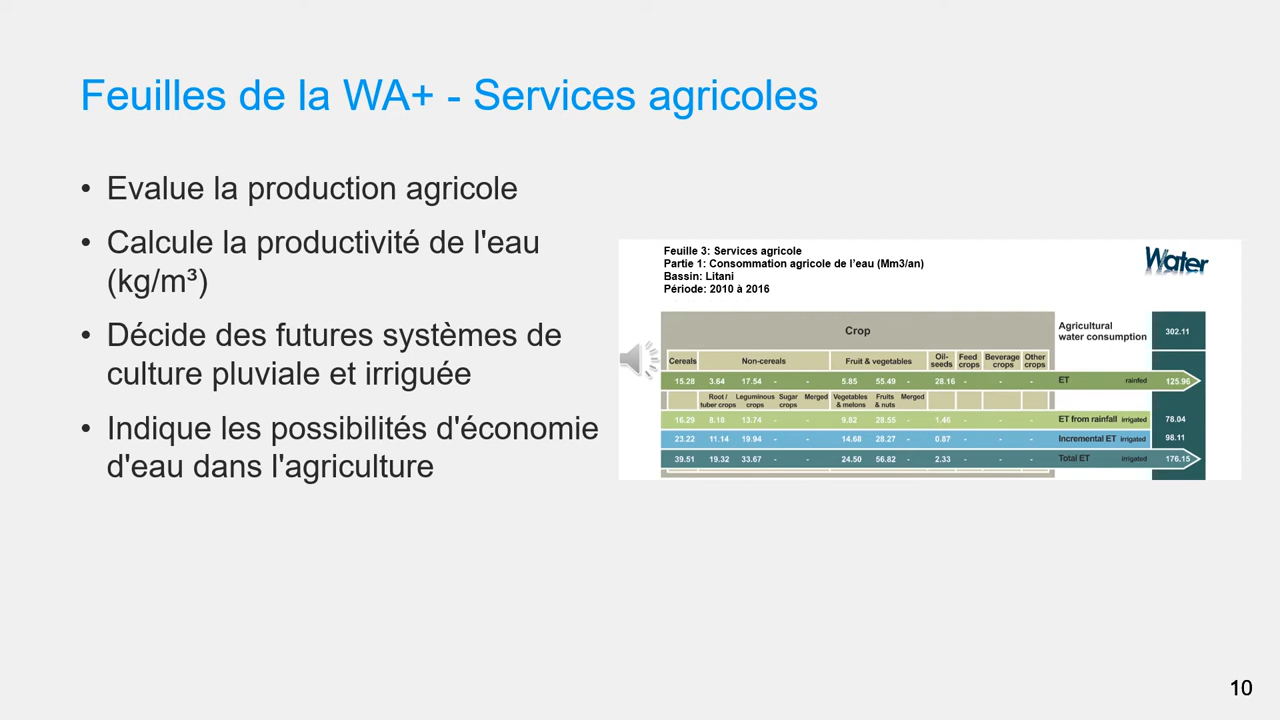 Feuilles de la WA+ - Services agricoles
• Evalue la production agricole
• Calcule la productivité de l'eau
(kg/m³)
• Décide des futures systèmes de
culture pluviale et irriguée
• Indique les possibilités d'économie
d'eau dans l'agriculture
Feuille 3: Services agricole
Partie 1: Consommation agricole de l'eau (Mm3/an)
Bassin: Litani
Période: 2010 à 2016
Water
Crop
Agricultural
water consumption
302.11
Cereals Non-cereals Fruit & vegetables Oil-
seeds Feed
crops Beverage
crops Other
crops
15.28 3.64 17.54 - - 5.85 55.49 - 28.16 - - - ET rainfed 125.96
Root /
tuber crops Leguminous
crops Sugar
crops Merged Vegetables
& melons Fruits
& nuts Merged
16.29 8.18 13.74 - - 9.82 28.55 - 1.46 - - - ET from rainfall irrigated 78.04
23.22 11.14 19.94 - - 14.68 28.27 - 0.87 - - - Incremental ET irrigated 98.11
39.51 19.32 33.67 - - 24.50 56.82 - 2.33 - - - Total ET irrigated 176.15
10